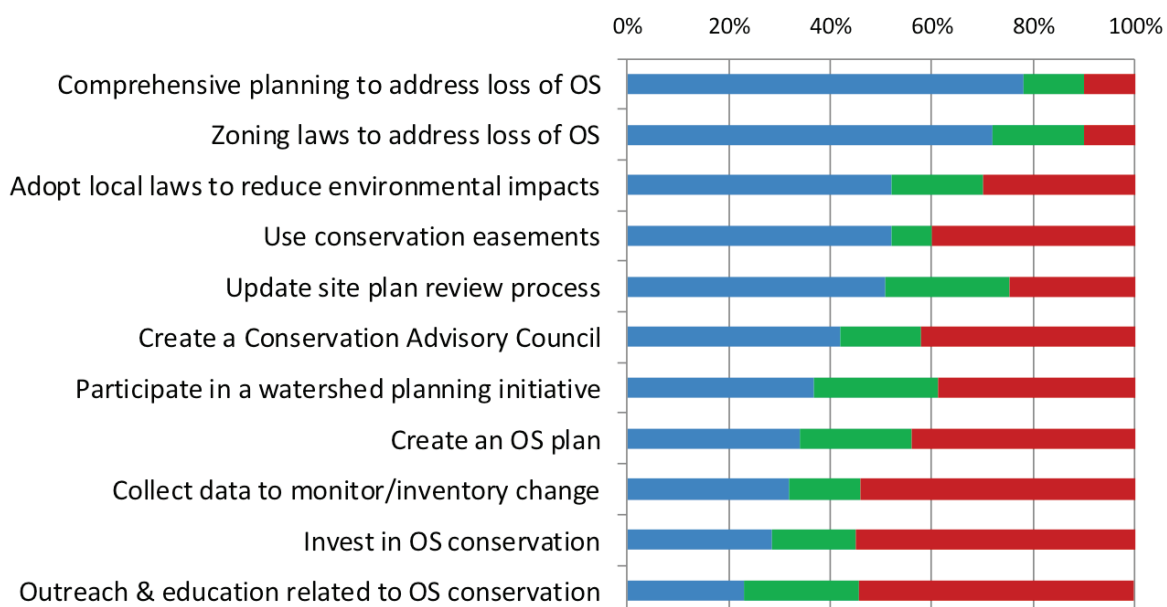 0% 20% 40% 60% 80% 100%
Comprehensive planning to address loss of OS
Zoning laws to address loss of OS
Adopt local laws to reduce environmental impacts
Use conservation easements
Update site plan review process
Create a Conservation Advisory Council
Participate in a watershed planning initiative
Create an OS plan
Collect data to monitor/inventory change
Invest in OS conservation
Outreach & education related to OS conservation